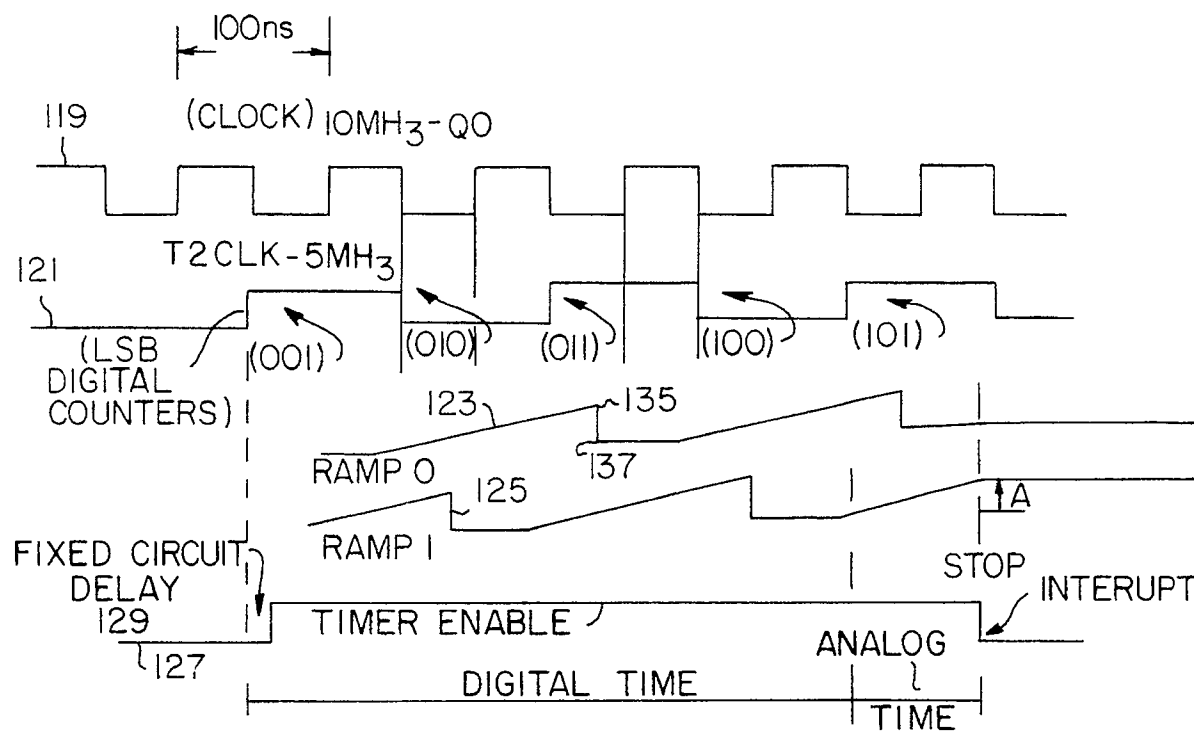 100ns
119
(CLOCK) 10MH3-Q0
T2CLK-5MH3
121
(LSB
DIGITAL
COUNTERS)
(001)
(010)
(011)
(100)
(101)
123
135
137
RAMP 0
125
RAMP 1
A
FIXED CIRCUIT
DELAY
129
127
STOP
INTERUPT
TIMER ENABLE
DIGITAL TIME
ANALOG
TIME